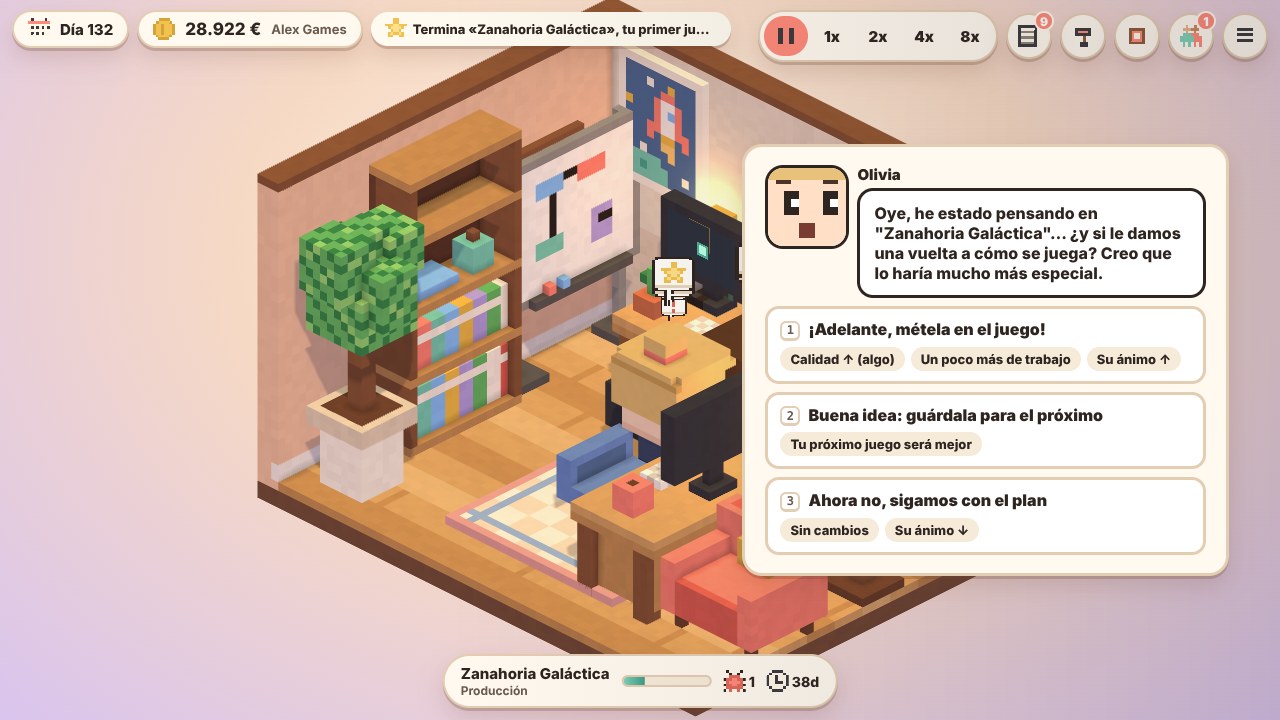 Día 132
28.922 € Alex Games
Termina «Zanahoria Galáctica», tu primer ju...
1x 2x 4x 8x
9
1
Olivia
Oye, he estado pensando en
"Zanahoria Galáctica"... ¿y si le damos
una vuelta a cómo se juega? Creo que
lo haría mucho más especial.
1 ¡Adelante, métela en el juego!
Calidad ↑ (algo) Un poco más de trabajo Su ánimo ↑
2 Buena idea: guárdala para el próximo
Tu próximo juego será mejor
3 Ahora no, sigamos con el plan
Sin cambios Su ánimo ↓
Zanahoria Galáctica
Producción
1 38d